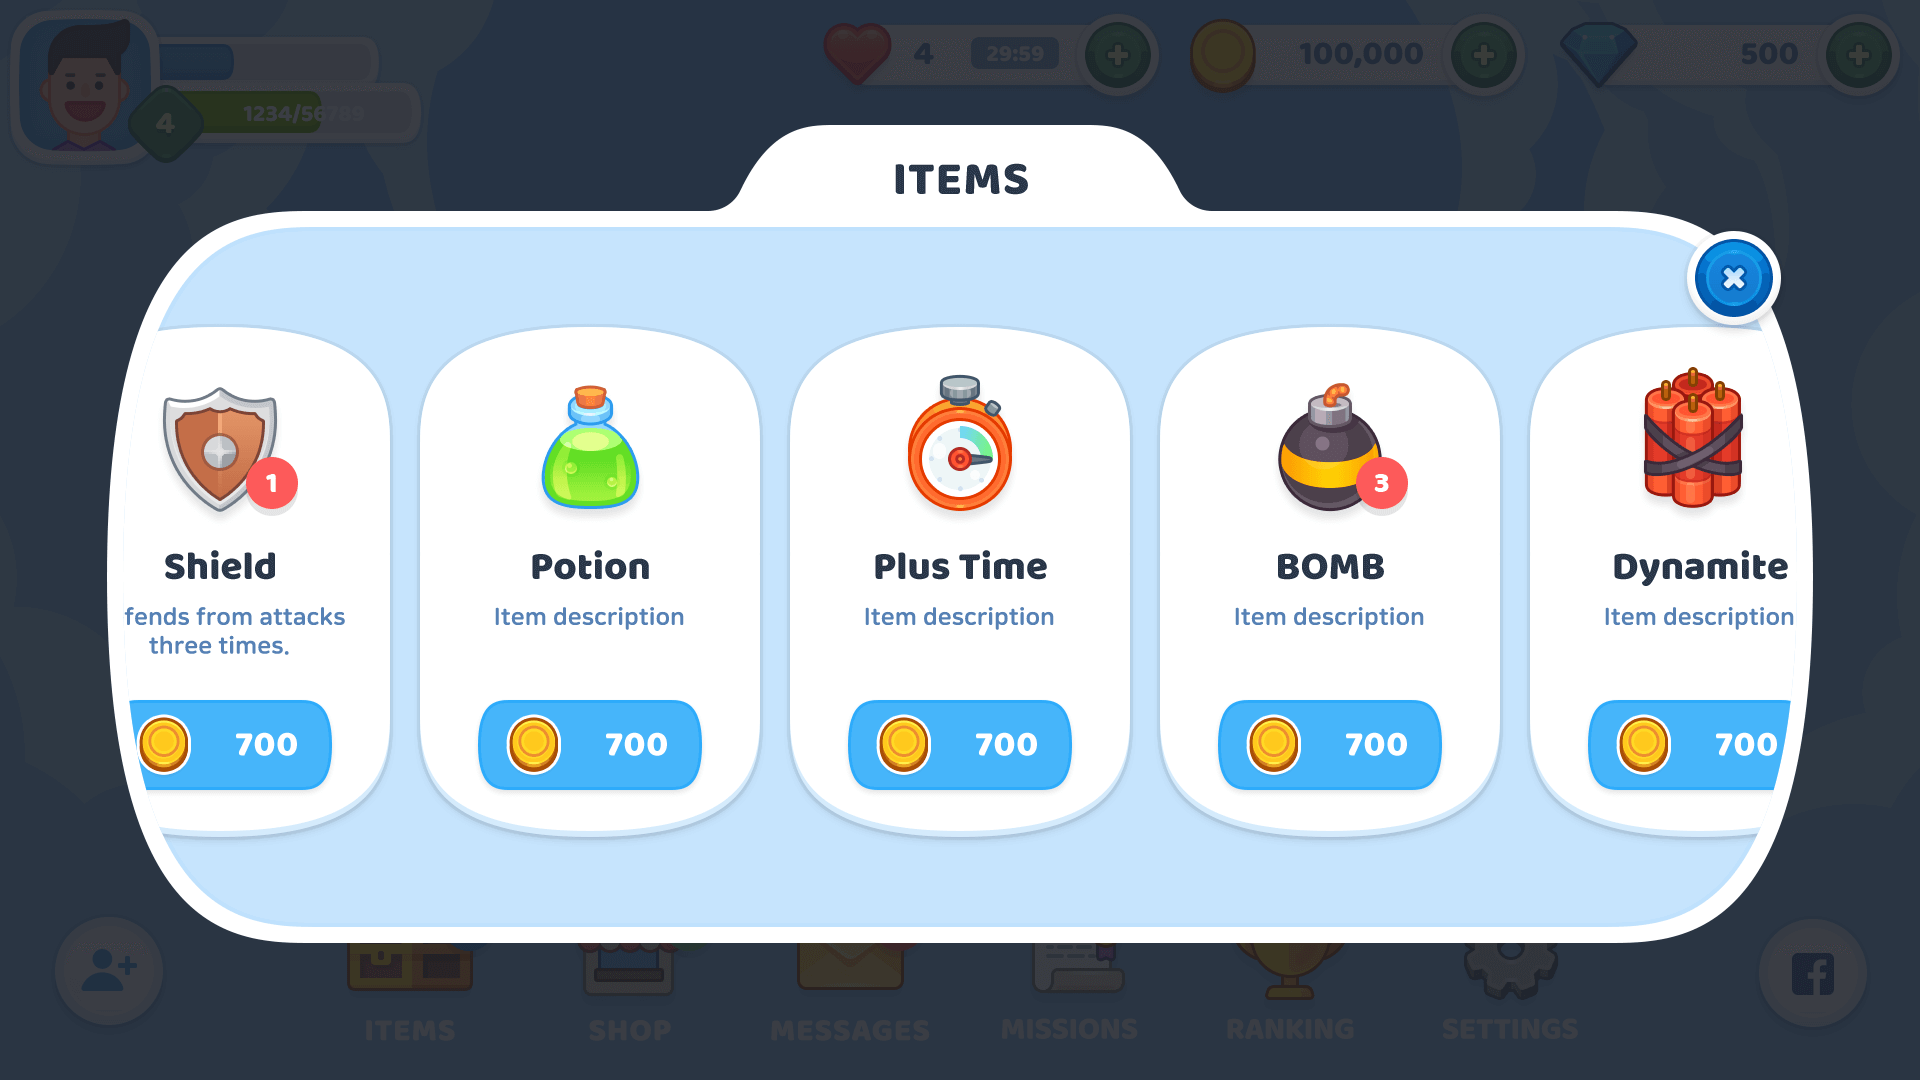 4
29:59
100,000
500
1234/56789
4
ITEMS
1
3
Shield
Potion
Plus Time
BOMB
Dynamite
fends from attacks
three times.
Item description
Item description
Item description
Item description
700
700
700
700
700
ITEMS
SHOP
MESSAGES
MISSIONS
RANKING
SETTINGS